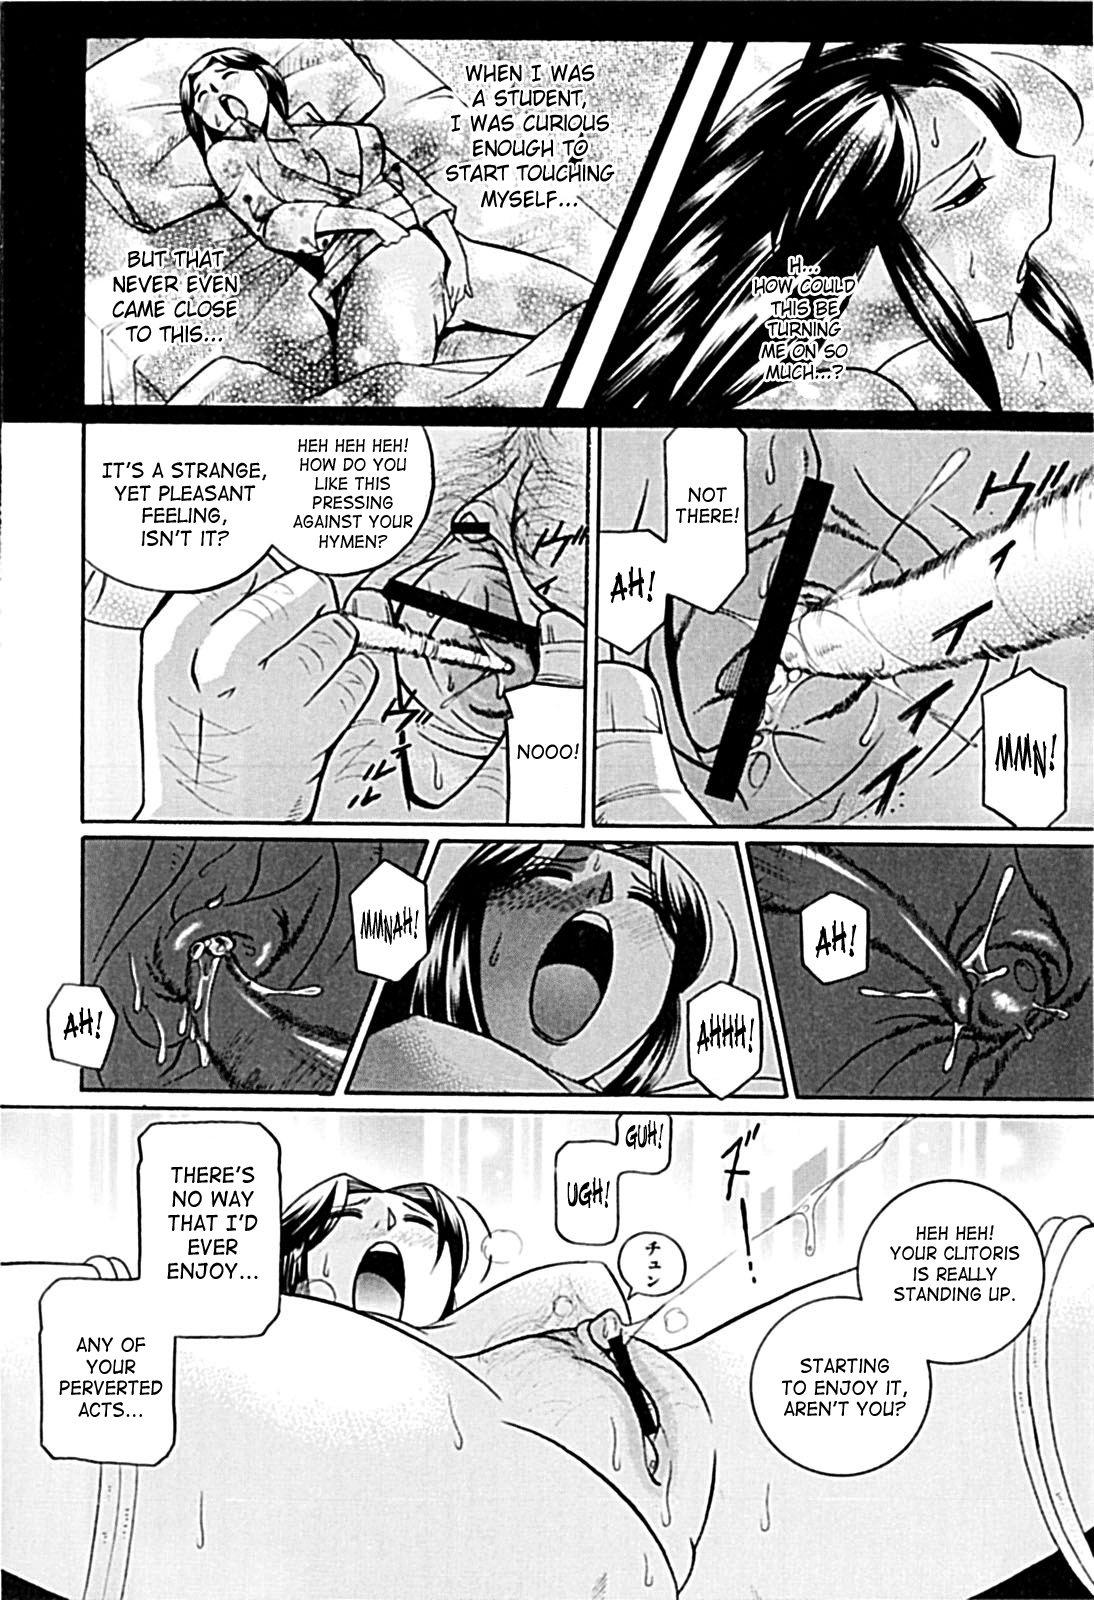 H...
HOW COULD
THIS BE
TURNING
ME ON SO
MUCH...?
WHEN I WAS
A STUDENT,
I WAS CURIOUS
ENOUGH TO
START TOUCHING
MYSELF...
BUT THAT
NEVER EVEN
CAME CLOSE
TO THIS...
NOT
THERE!
AH!
MMN!
HEH HEH HEH!
HOW DO YOU
LIKE THIS
PRESSING
AGAINST YOUR
HYMEN?
IT'S A STRANGE,
YET PLEASANT
FEELING,
ISN'T IT?
NOOO!
AH!
AHHH!
MMNAH!
AH!
HEH HEH!
YOUR CLITORIS
IS REALLY
STANDING UP.
STARTING
TO ENJOY IT,
AREN'T YOU?
GUH!
UGH!
チュン
THERE'S
NO WAY
THAT I'D
EVER
ENJOY...
ANY OF
YOUR
PERVERTED
ACTS...